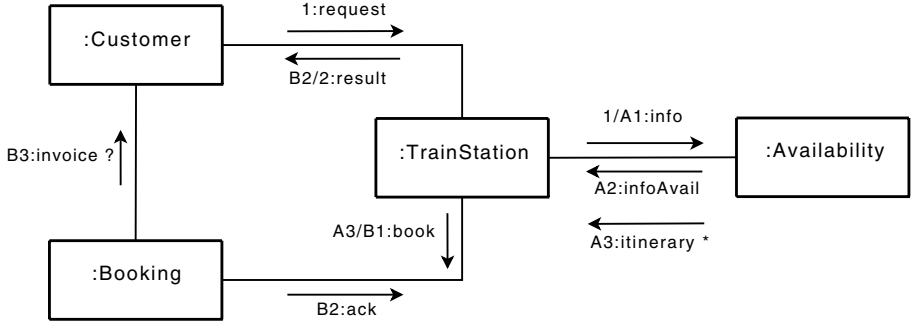 1:request
:Customer
B2/2:result
1/A1:info
:TrainStation
:Availability
B3:invoice ?
A2:infoAvail
A3/B1:book
A3:itinerary *
:Booking
B2:ack